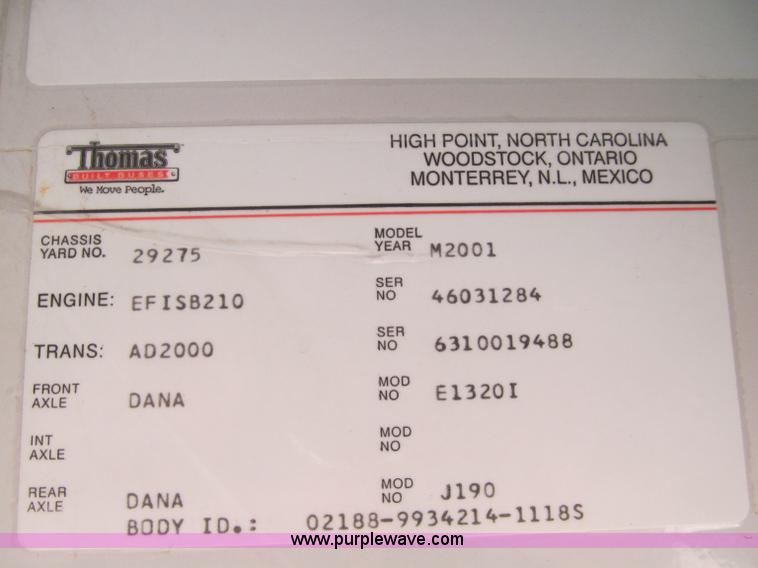 Thomas
BUILT BUSES
We Move People.
HIGH POINT, NORTH CAROLINA
WOODSTOCK, ONTARIO
MONTERREY, N.L., MEXICO
CHASSIS YARD NO. 29275 MODEL YEAR M2001
ENGINE: EFISB210 SER NO 46031284
TRANS: AD2000 SER NO 6310019488
FRONT AXLE DANA MOD NO E1320I
INT AXLE MOD NO
REAR AXLE DANA MOD NO J190
BODY ID.: 02188-9934214-1118S
www.purplewave.com